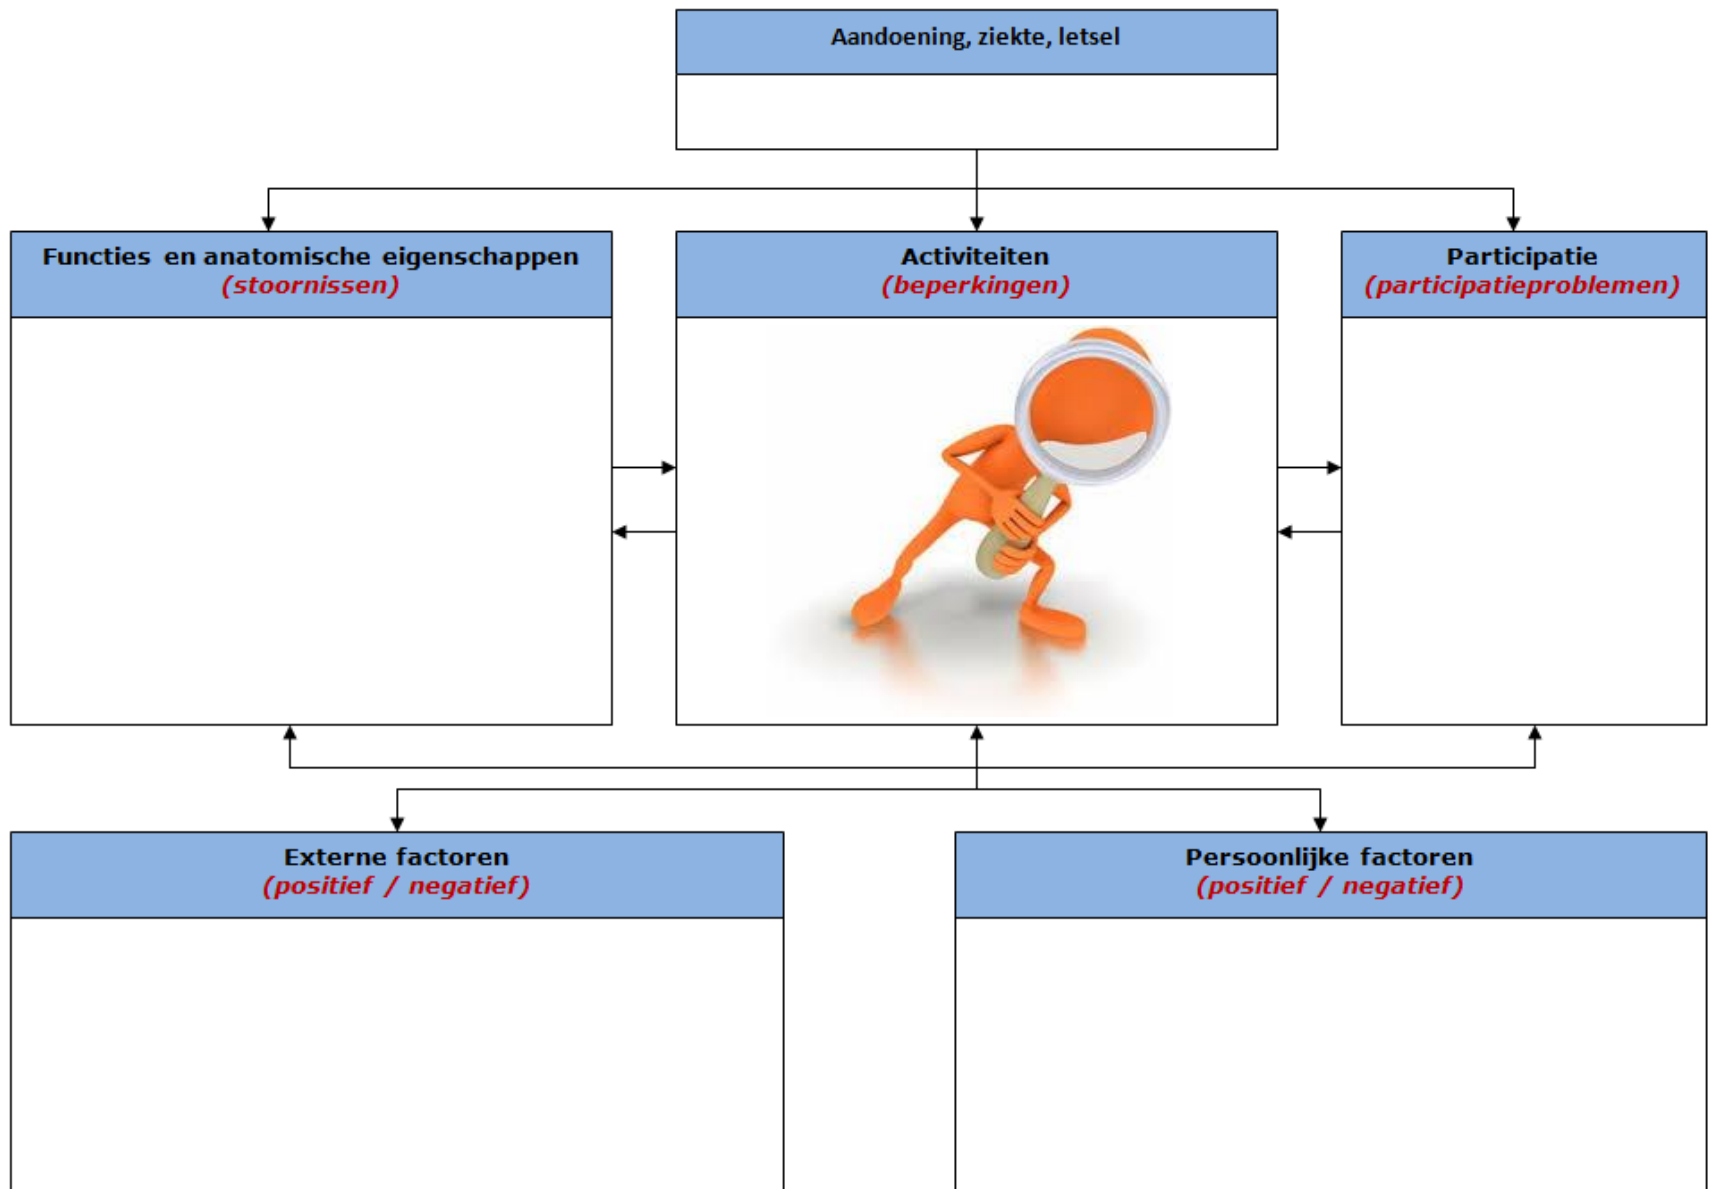 Aandoening, ziekte, letsel
Functies en anatomische eigenschappen
(stoornissen)
Activiteiten
(beperkingen)
Participatie
(participatieproblemen)
Externe factoren
(positief / negatief)
Persoonlijke factoren
(positief / negatief)